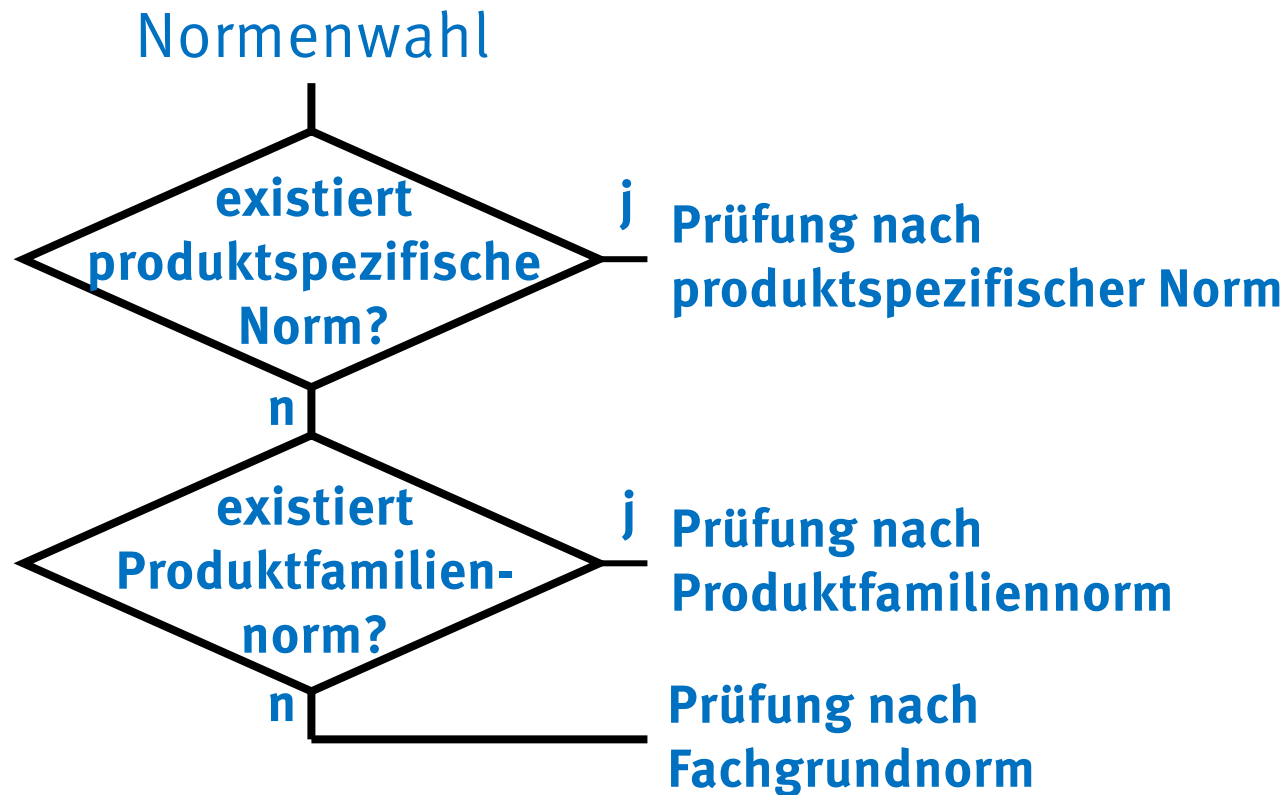 Normenwahl
existiert
produktspezifische
Norm?
j
Prüfung nach
produktspezifischer Norm
n
existiert
Produktfamilien-
norm?
j
Prüfung nach
Produktfamiliennorm
n
Prüfung nach
Fachgrundnorm